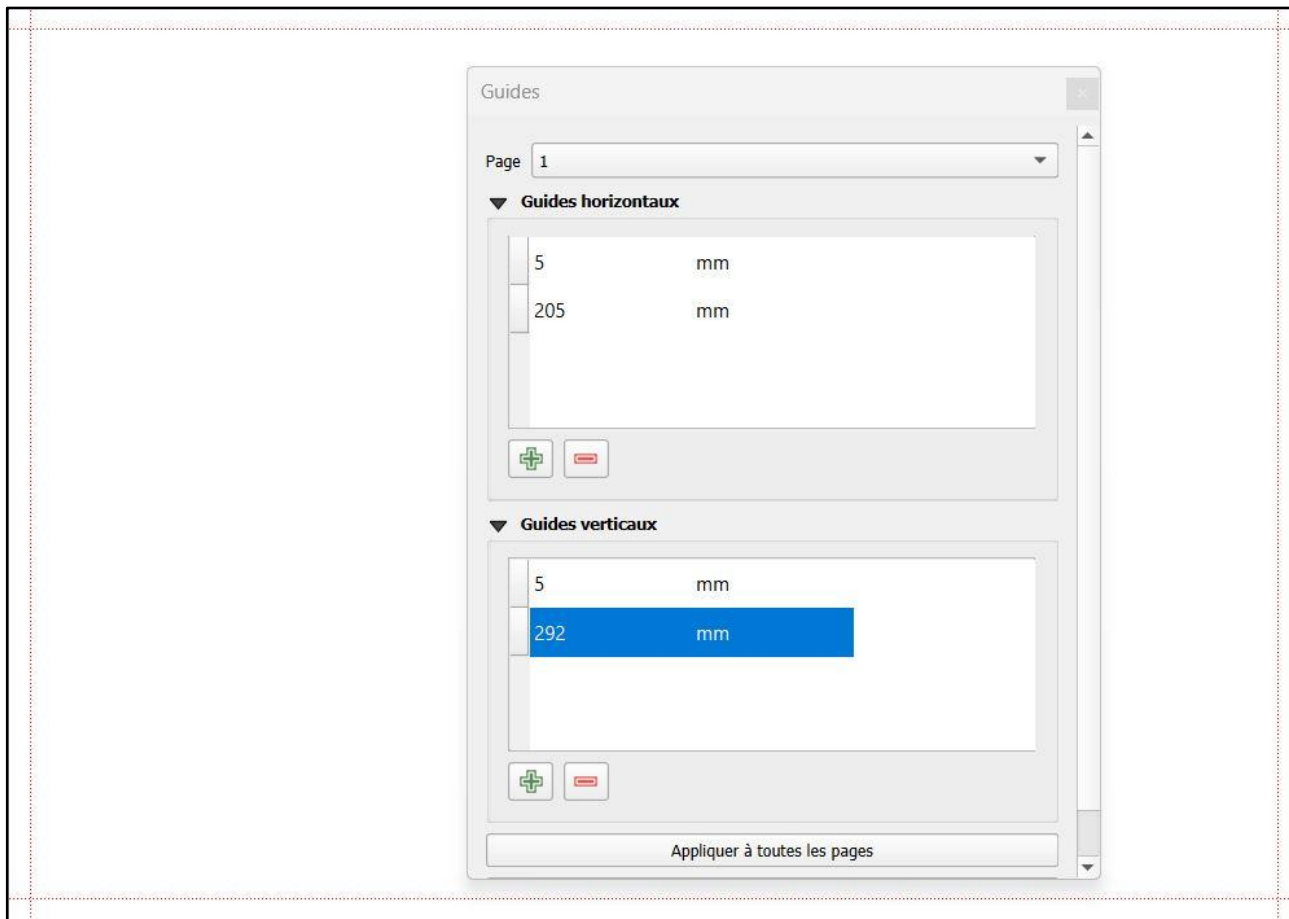 Guides
Page 1
Guides horizontaux
5 mm
205 mm
Guides verticaux
5 mm
292 mm
Appliquer à toutes les pages